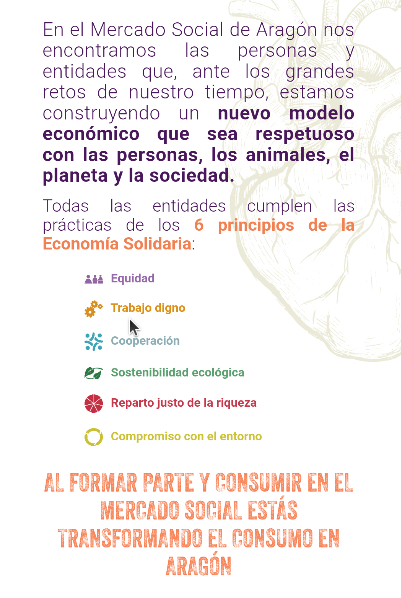 En el Mercado Social de Aragón nos
encontramos las personas y
entidades que, ante los grandes
retos de nuestro tiempo, estamos
construyendo un nuevo modelo
económico que sea respetuoso
con las personas, los animales, el
planeta y la sociedad.
Todas las entidades cumplen las
prácticas de los 6 principios de la
Economía Solidaria:
Equidad
Trabajo digno
Cooperación
Sostenibilidad ecológica
Reparto justo de la riqueza
Compromiso con el entorno
AL FORMAR PARTE Y CONSUMIR EN EL
MERCADO SOCIAL ESTÁS
TRANSFORMANDO EL CONSUMO EN
ARAGÓN